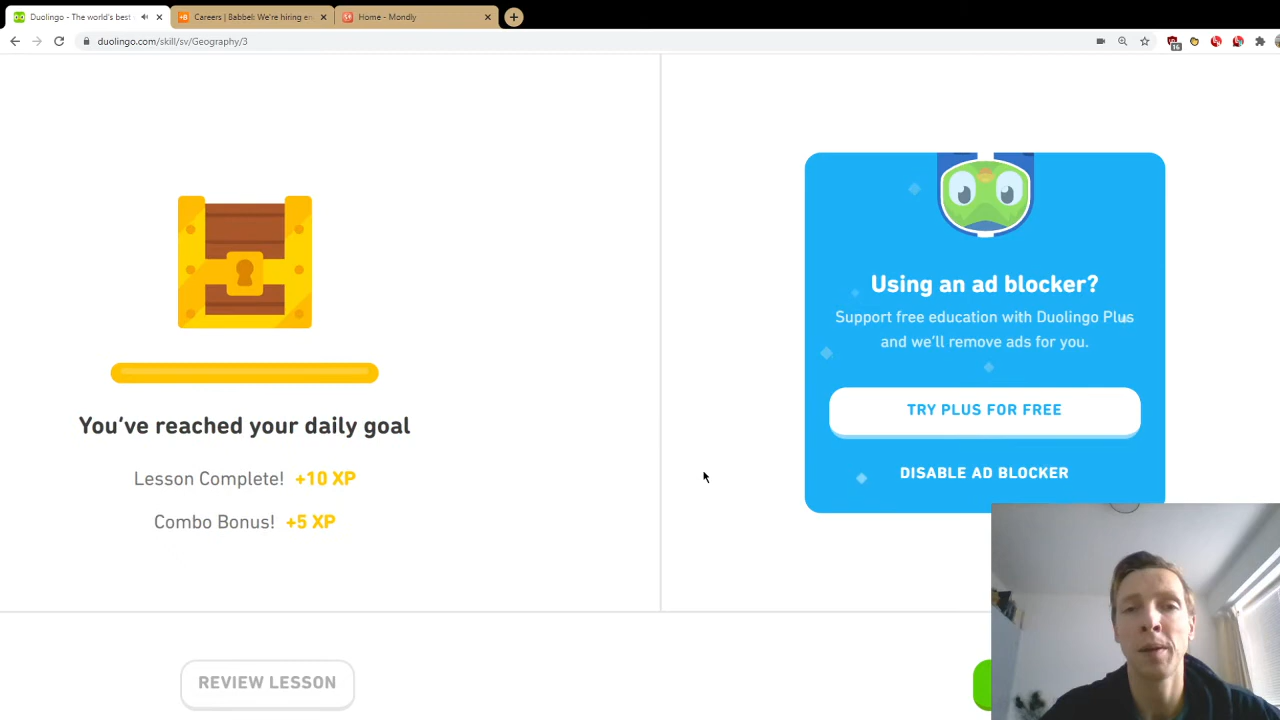 Duolingo - The world's best
Careers | Babbel: We're hiring en
Home - Mondly
duolingo.com/skill/sv/Geography/3
16
You've reached your daily goal
Lesson Complete! +10 XP
Combo Bonus! +5 XP
REVIEW LESSON
Using an ad blocker?
Support free education with Duolingo Plus
and we'll remove ads for you.
TRY PLUS FOR FREE
DISABLE AD BLOCKER